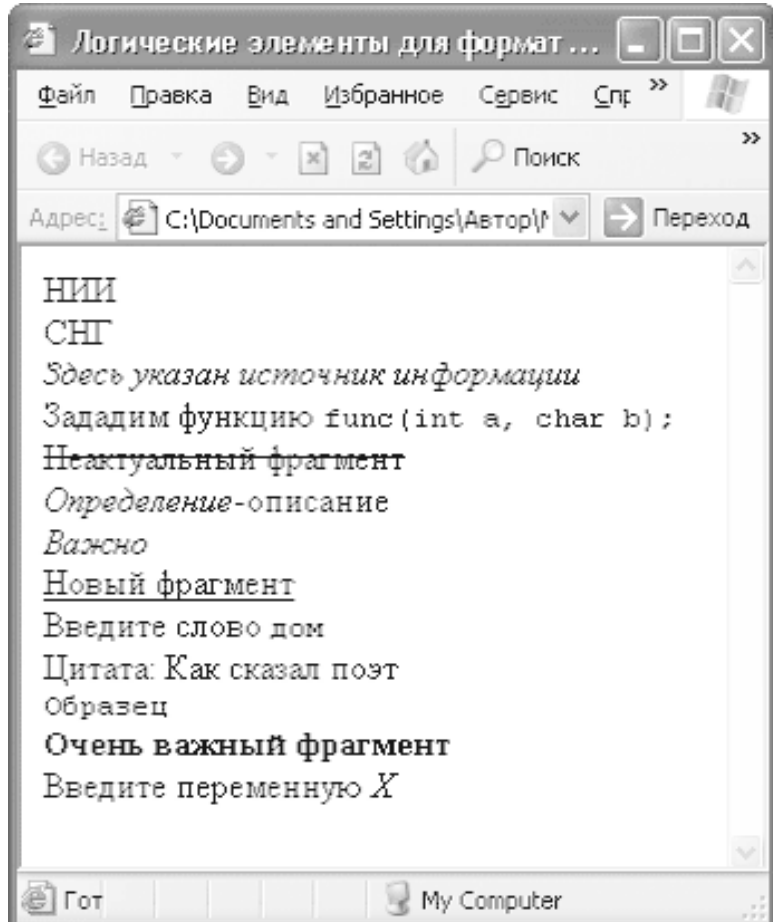 Логические элементы для формат...
Файл Правка Вид Избранное Сервис Спр »
Назад Поиск »
Адрес: C:\Documents and Settings\Автор\ Переход
НИИ
СНГ
Здесь указан источник информации
Зададим функцию func(int a, char b);
Неактуальный фрагмент
Определение-описание
Важно
Новый фрагмент
Введите слово дом
Цитата: Как сказал поэт
Образец
Очень важный фрагмент
Введите переменную X
Гот My Computer